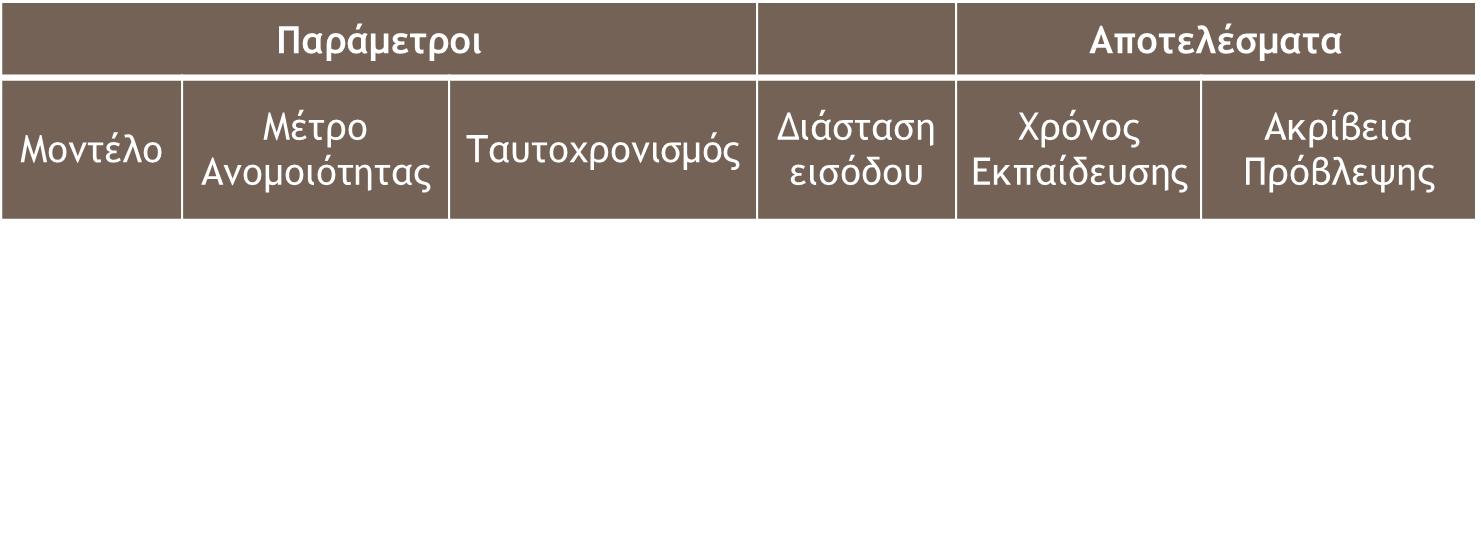 Παράμετροι
Αποτελέσματα
Μοντέλο
Μέτρο
Ανομοιότητας
Ταυτοχρονισμός
Διάσταση
εισόδου
Χρόνος
Εκπαίδευσης
Ακρίβεια
Πρόβλεψης